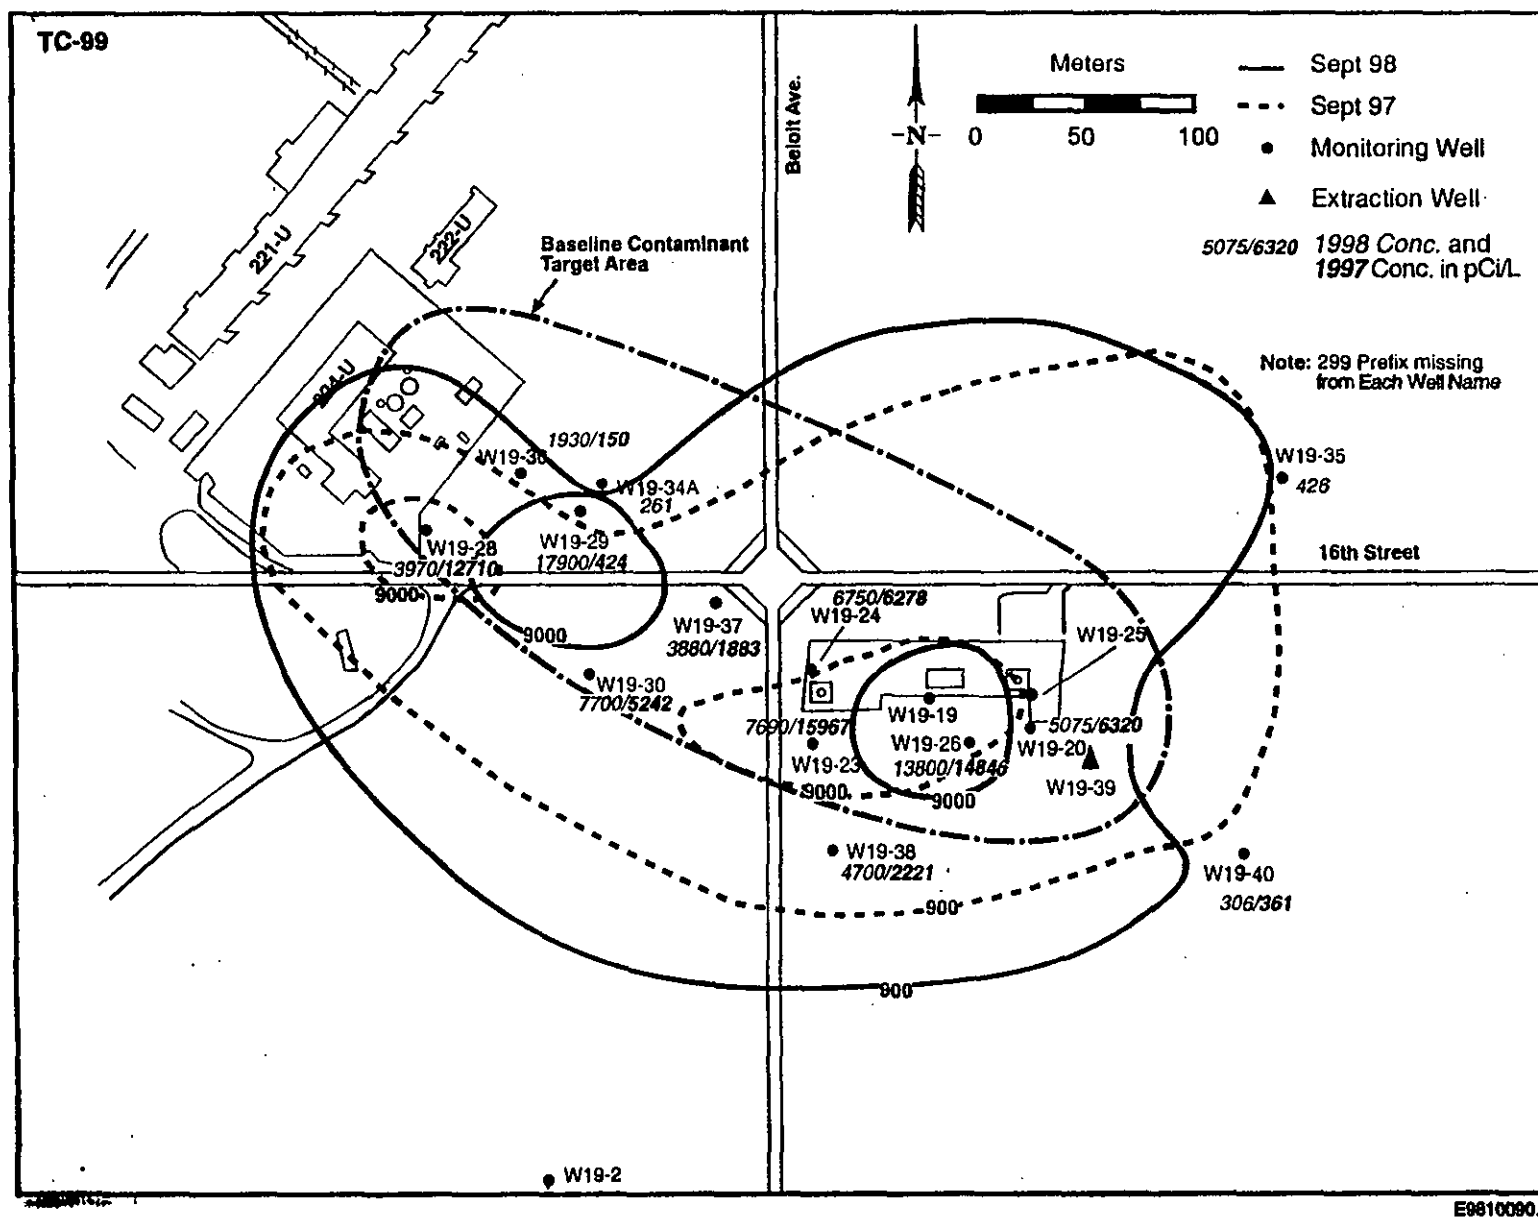 TC-99
Beloit Ave.
-N-
Meters
0 50 100
Sept 98
Sept 97
Monitoring Well
Extraction Well
5075/6320 1998 Conc. and
1997 Conc. in pCi/L
Note: 299 Prefix missing
from Each Well Name
221-U
222-U
224-U
Baseline Contaminant
Target Area
1930/150
W19-36
W19-34A
261
W19-35
426
W19-28
3970/12710
9000
W19-29
17900/424
9000
16th Street
W19-37
3880/1883
6750/6278
W19-24
W19-25
W19-30
7700/5242
W19-19
7690/15967
W19-23
9000
W19-26
13800/14846
9000
5075/6320
W19-20
W19-39
W19-38
4700/2221
W19-40
306/361
900
900
W19-2